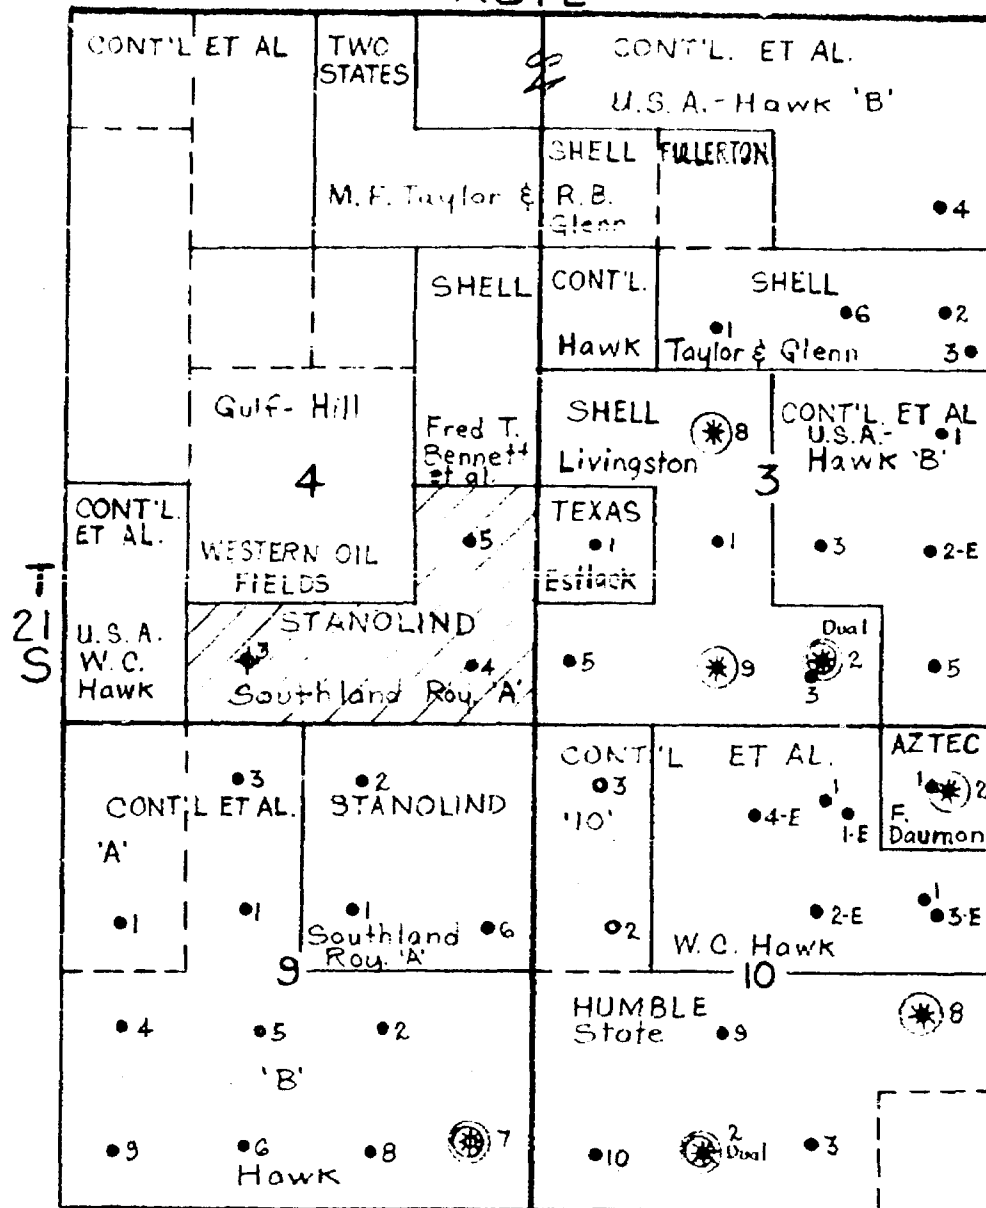 CONT'L ET AL
TWO
STATES
CONT'L. ET AL.
U.S.A.-Hawk 'B'
SHELL
FULLERTON
M.F. Taylor &
R.B.
Glenn
4
SHELL
CONT'L.
Hawk
SHELL
6
2
1
Taylor & Glenn
3
Gulf-Hill
4
Fred T.
Bennett
et al.
SHELL
Livingston
8
3
CONT'L. ET AL
U.S.A.-
Hawk 'B'
1
CONT'L.
ET AL.
WESTERN OIL
FIELDS
5
TEXAS
1
Estlack
1
3
2-E
T
21
S
U.S.A.
W.C.
Hawk
STANOLIND
3
4
Southland Roy. 'A'
5
9
Dual
2
3
5
3
CONT'L ET AL.
'A'
2
STANOLIND
CONT'L ET AL.
3
'10'
4-E
1
1-E
AZTEC
1
2
F.
Daumon
1
1
1
6
Southland
Roy. 'A'
2
2-E
1
3-E
W.C. Hawk
9
10
4
5
2
'B'
HUMBLE
State
9
8
9
6
8
7
Hawk
10
2
Dual
3